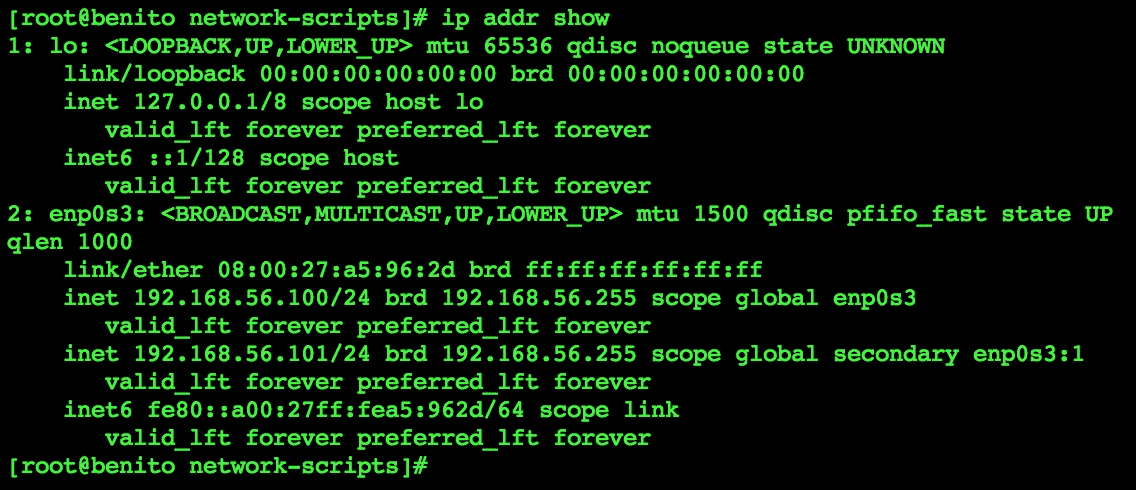 [root@benito network-scripts]# ip addr show
1: lo: <LOOPBACK,UP,LOWER_UP> mtu 65536 qdisc noqueue state UNKNOWN
    link/loopback 00:00:00:00:00:00 brd 00:00:00:00:00:00
    inet 127.0.0.1/8 scope host lo
       valid_lft forever preferred_lft forever
    inet6 ::1/128 scope host
       valid_lft forever preferred_lft forever
2: enp0s3: <BROADCAST,MULTICAST,UP,LOWER_UP> mtu 1500 qdisc pfifo_fast state UP
qlen 1000
    link/ether 08:00:27:a5:96:2d brd ff:ff:ff:ff:ff:ff
    inet 192.168.56.100/24 brd 192.168.56.255 scope global enp0s3
       valid_lft forever preferred_lft forever
    inet 192.168.56.101/24 brd 192.168.56.255 scope global secondary enp0s3:1
       valid_lft forever preferred_lft forever
    inet6 fe80::a00:27ff:fea5:962d/64 scope link
       valid_lft forever preferred_lft forever
[root@benito network-scripts]#